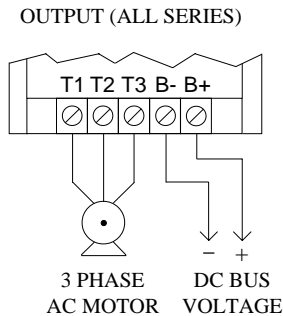 OUTPUT (ALL SERIES)
T1 T2 T3 B- B+
− +
3 PHASE DC BUS
AC MOTOR VOLTAGE